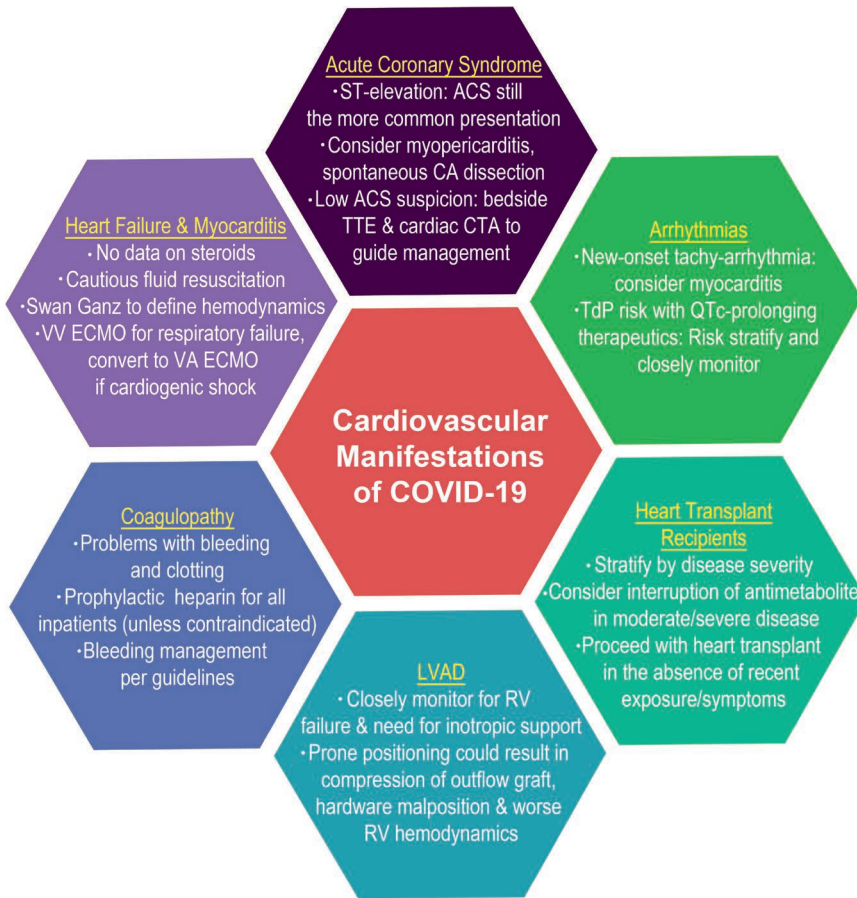 Acute Coronary Syndrome
·ST-elevation: ACS still
the more common presentation
·Consider myopericarditis,
spontaneous CA dissection
·Low ACS suspicion: bedside
TTE & cardiac CTA to
guide management
Heart Failure & Myocarditis
·No data on steroids
·Cautious fluid resuscitation
·Swan Ganz to define hemodynamics
·VV ECMO for respiratory failure,
convert to VA ECMO
if cardiogenic shock
Arrhythmias
·New-onset tachy-arrhythmia:
consider myocarditis
·TdP risk with QTc-prolonging
therapeutics: Risk stratify and
closely monitor
Cardiovascular
Manifestations
of COVID-19
Coagulopathy
·Problems with bleeding
and clotting
·Prophylactic heparin for all
inpatients (unless contraindicated)
·Bleeding management
per guidelines
Heart Transplant
Recipients
·Stratify by disease severity
·Consider interruption of antimetabolite
in moderate/severe disease
·Proceed with heart transplant
in the absence of recent
exposure/symptoms
LVAD
·Closely monitor for RV
failure & need for inotropic support
·Prone positioning could result in
compression of outflow graft,
hardware malposition & worse
RV hemodynamics